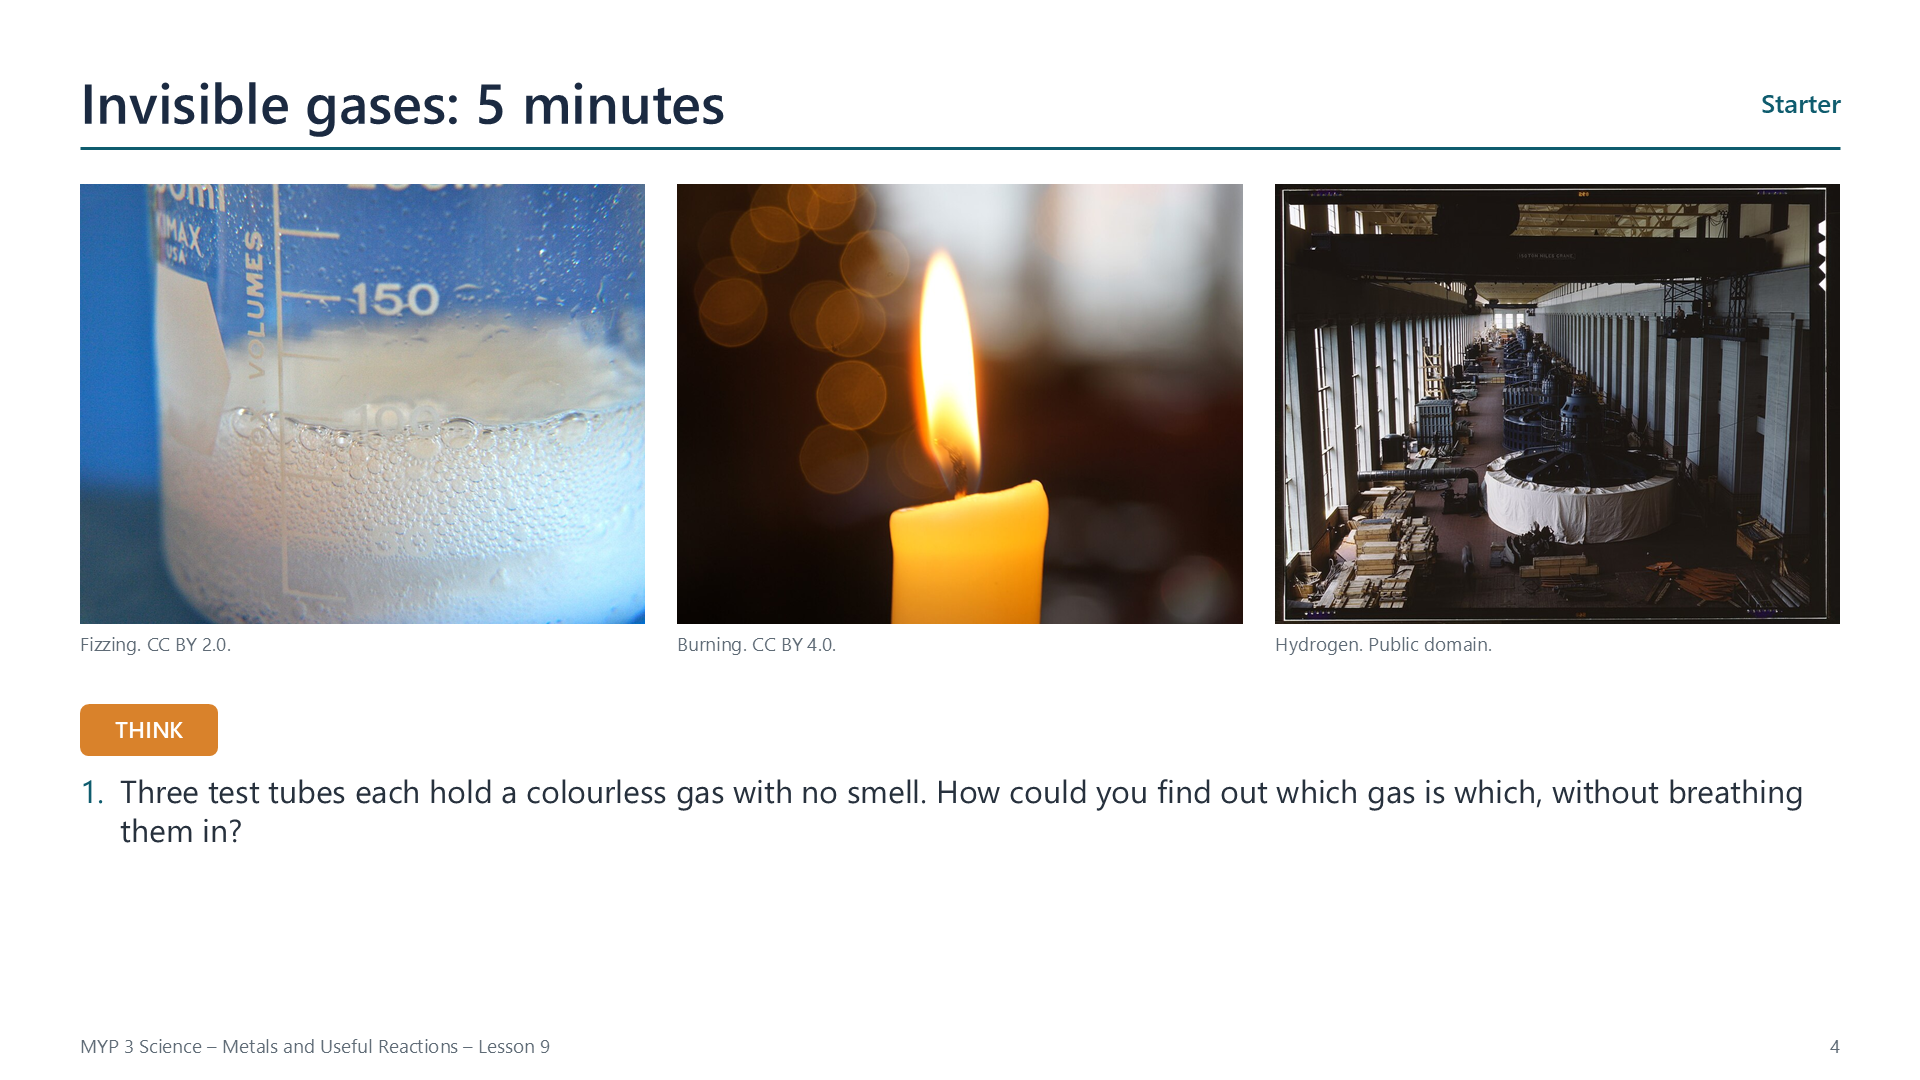 Invisible gases: 5 minutes
Starter
KIMAX
USA
VOLUMES
150
100
Fizzing. CC BY 2.0.
Burning. CC BY 4.0.
Hydrogen. Public domain.
THINK
1. Three test tubes each hold a colourless gas with no smell. How could you find out which gas is which, without breathing
them in?
MYP 3 Science – Metals and Useful Reactions – Lesson 9
4